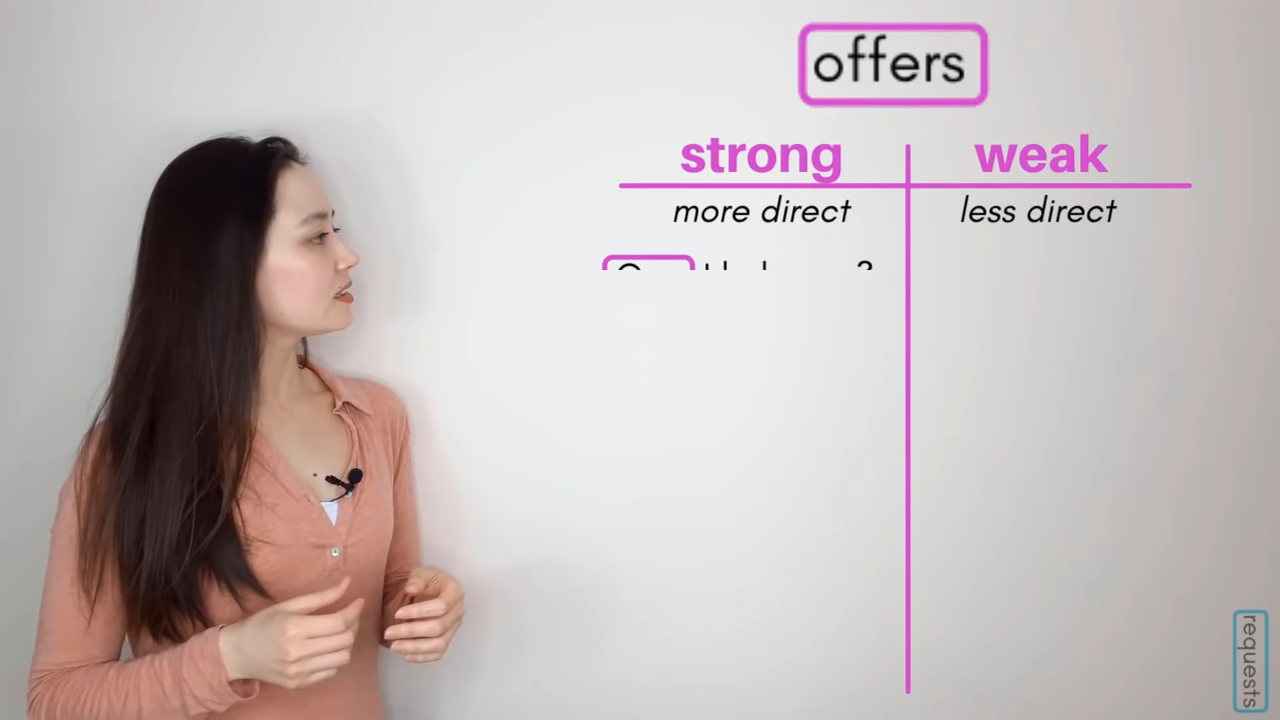 offers
strong weak
more direct less direct
requests